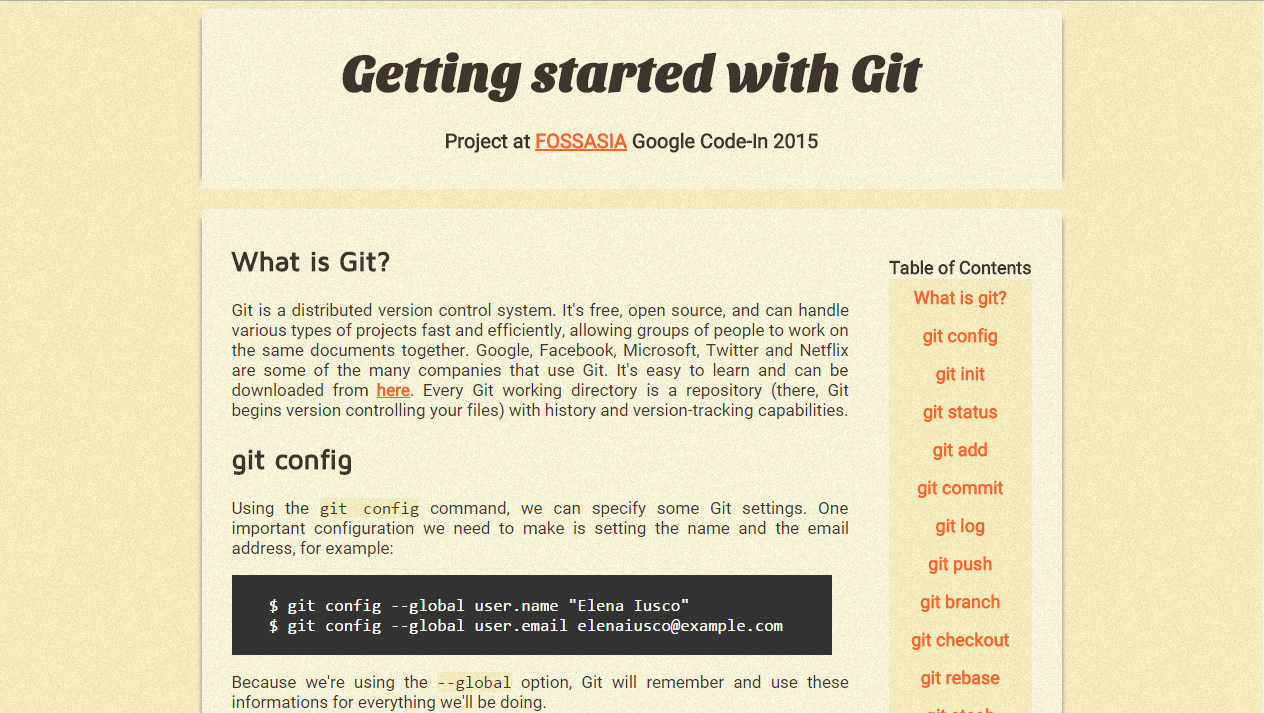 Getting started with Git
Project at FOSSASIA Google Code-In 2015
What is Git?
Git is a distributed version control system. It's free, open source, and can handle
various types of projects fast and efficiently, allowing groups of people to work on
the same documents together. Google, Facebook, Microsoft, Twitter and Netflix
are some of the many companies that use Git. It's easy to learn and can be
downloaded from here. Every Git working directory is a repository (there, Git
begins version controlling your files) with history and version-tracking capabilities.
git config
Using the git config command, we can specify some Git settings. One
important configuration we need to make is setting the name and the email
address, for example:
$ git config --global user.name "Elena Iusco"
$ git config --global user.email elenaiusco@example.com
Because we're using the --global option, Git will remember and use these
informations for everything we'll be doing.
Table of Contents
What is git?
git config
git init
git status
git add
git commit
git log
git push
git branch
git checkout
git rebase
git stash